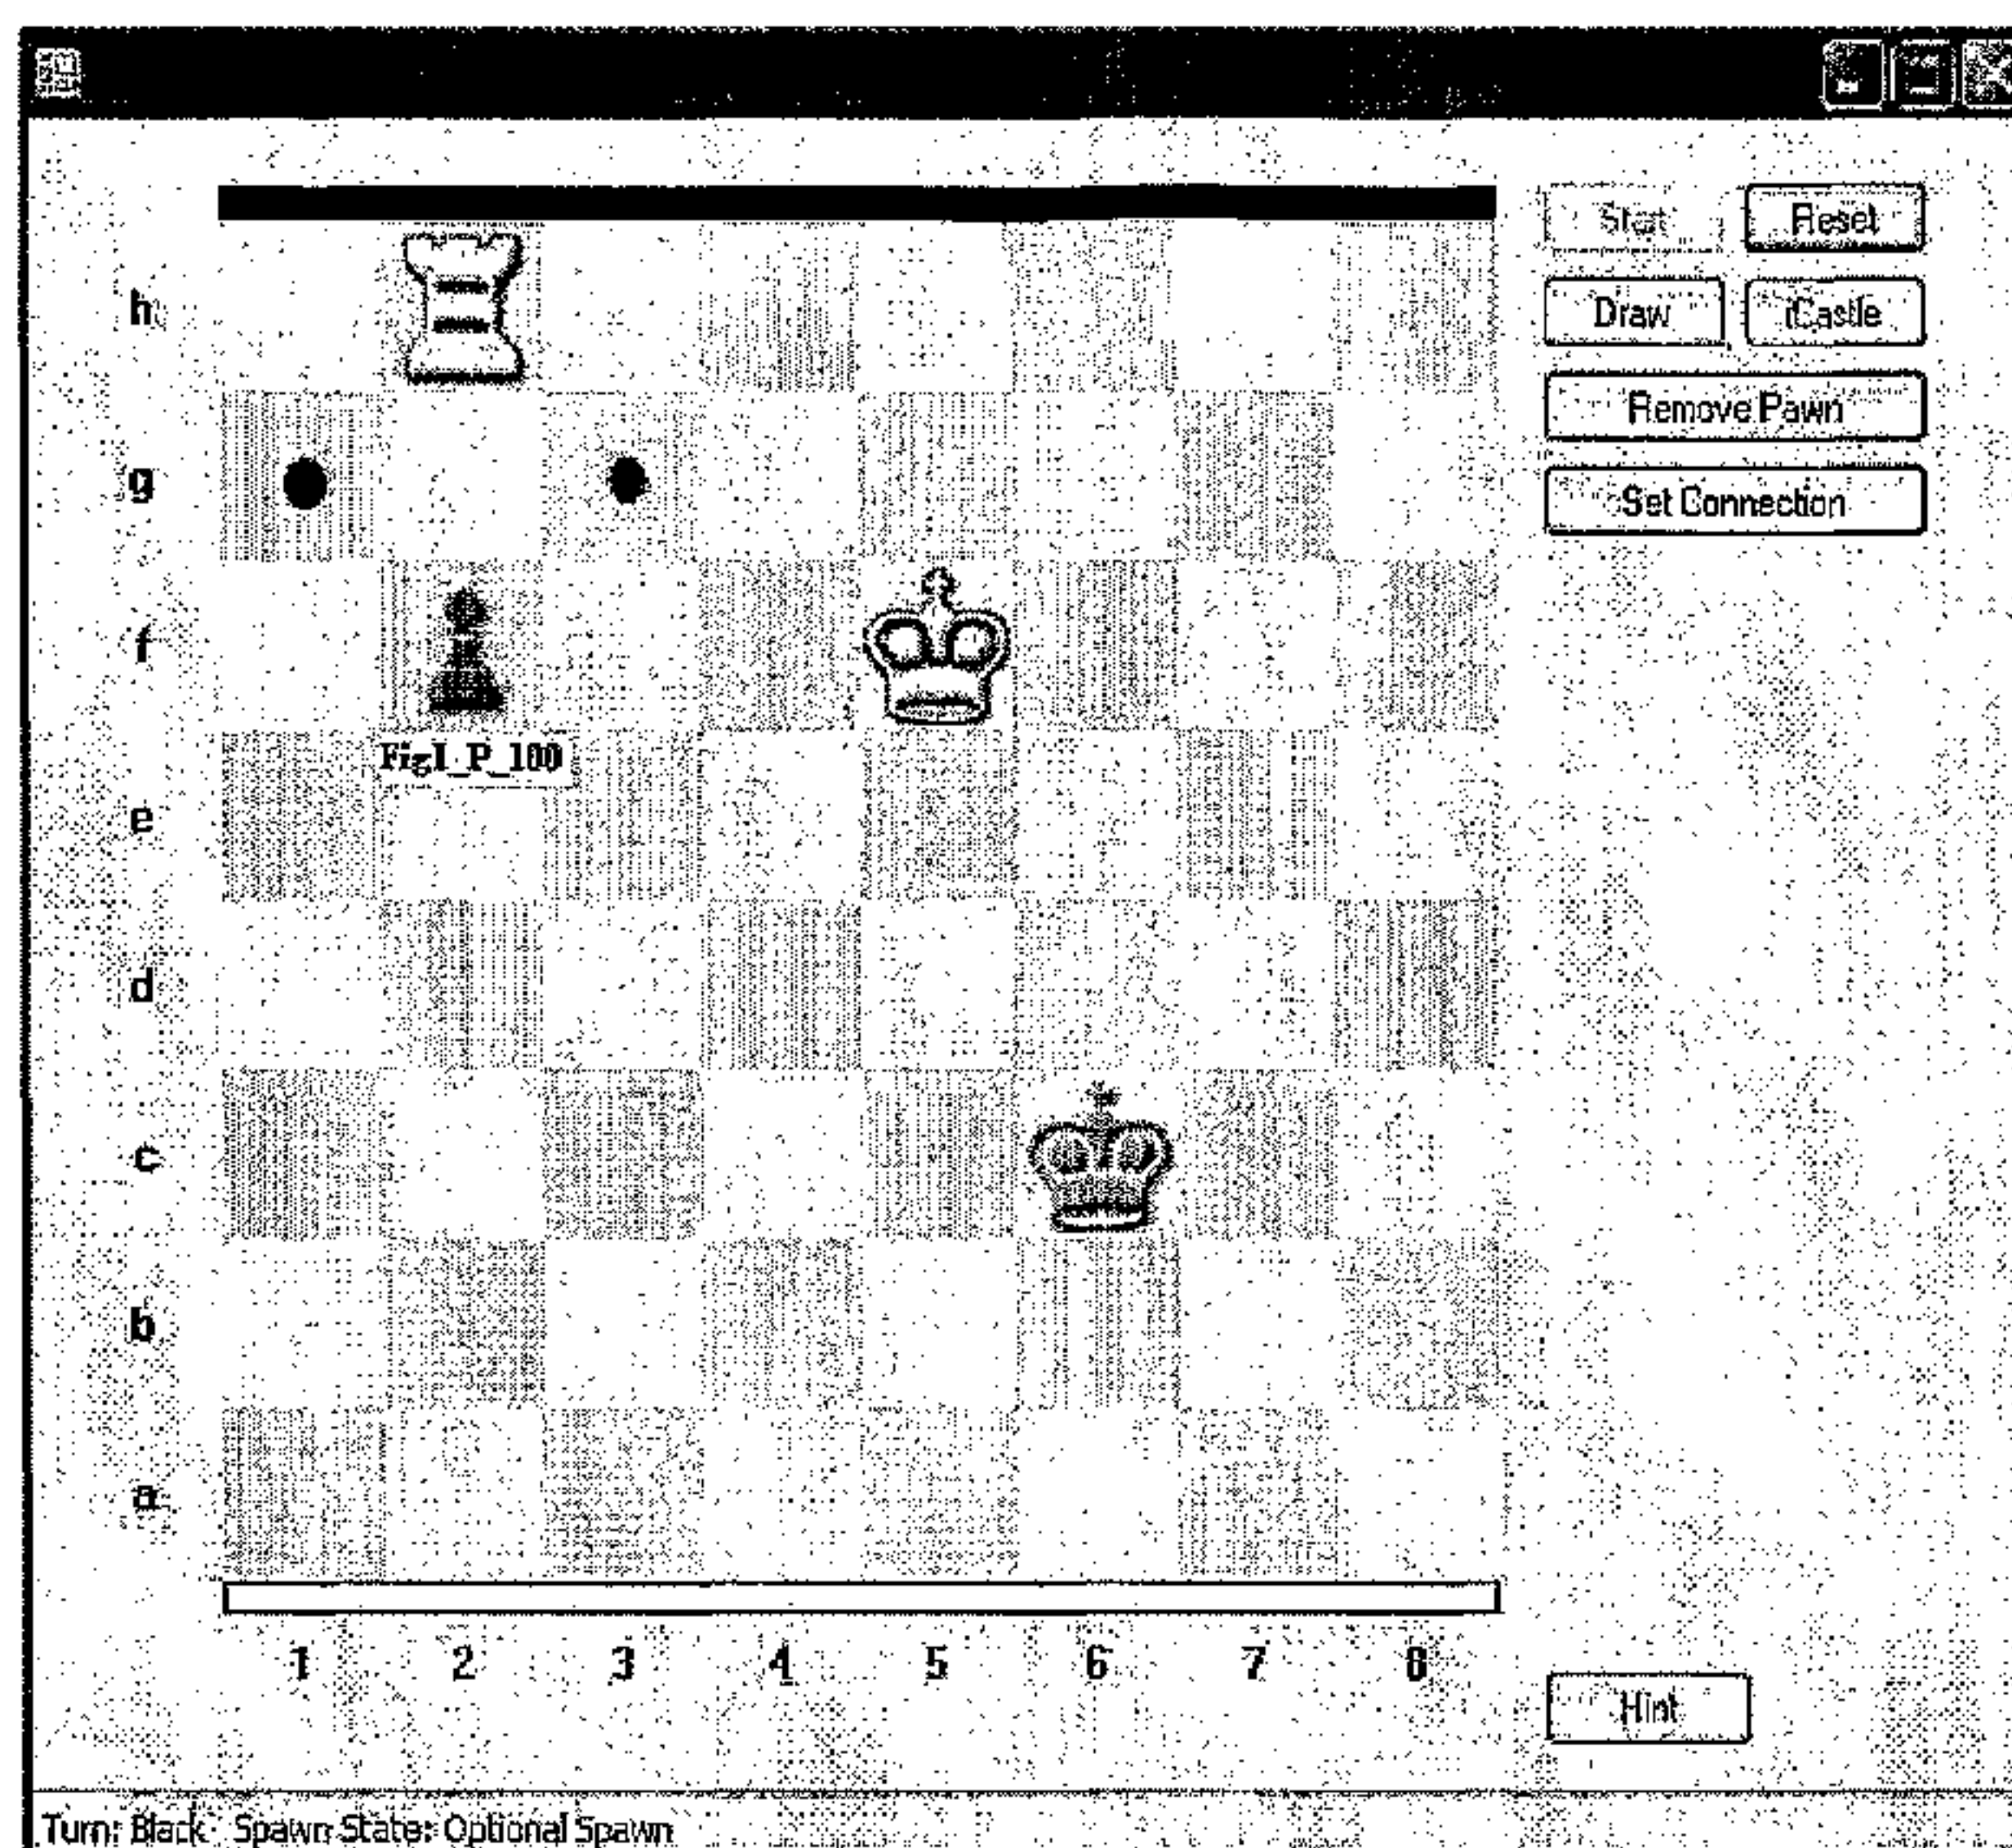 Start Reset
h
Draw Castle
Remove Pawn
g
Set Connection
f
FigI_P_100
e
d
c
b
a
1 2 3 4 5 6 7 8
Hint
Turn: Black Spawn State: Optional Spawn